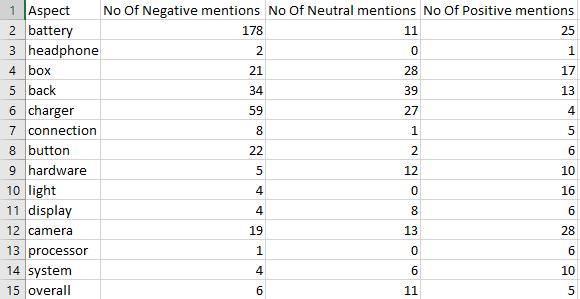 1 Aspect No Of Negative mentions No Of Neutral mentions No Of Positive mentions
2 battery 178 11 25
3 headphone 2 0 1
4 box 21 28 17
5 back 34 39 13
6 charger 59 27 4
7 connection 8 1 5
8 button 22 2 6
9 hardware 5 12 10
10 light 4 0 16
11 display 4 8 6
12 camera 19 13 28
13 processor 1 0 6
14 system 4 6 10
15 overall 6 11 5